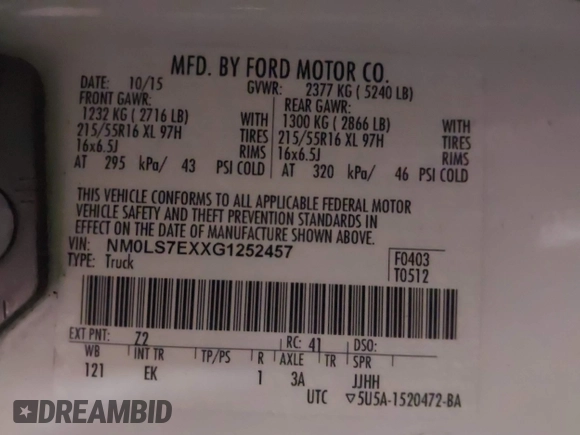 MFD. BY FORD MOTOR CO.
DATE: 10/15 GVWR: 2377 KG ( 5240 LB)
FRONT GAWR: REAR GAWR:
1232 KG ( 2716 LB) WITH 1300 KG ( 2866 LB) WITH
215/55R16 XL 97H TIRES 215/55R16 XL 97H TIRES
16x6.5J RIMS 16x6.5J RIMS
AT 295 kPa/ 43 PSI COLD AT 320 kPa/ 46 PSI COLD
THIS VEHICLE CONFORMS TO ALL APPLICABLE FEDERAL MOTOR
VEHICLE SAFETY AND THEFT PREVENTION STANDARDS IN
EFFECT ON THE DATE OF MANUFACTURE SHOWN ABOVE.
VIN: NM0LS7EXXG1252457 F0403
TYPE: Truck T0512
EXT PNT: Z2 RC: 41 DSO:
WB INT TR TP/PS R AXLE TR SPR
121 EK 1 3A JJHH
UTC ▽5U5A-1520472-BA
DREAMBID